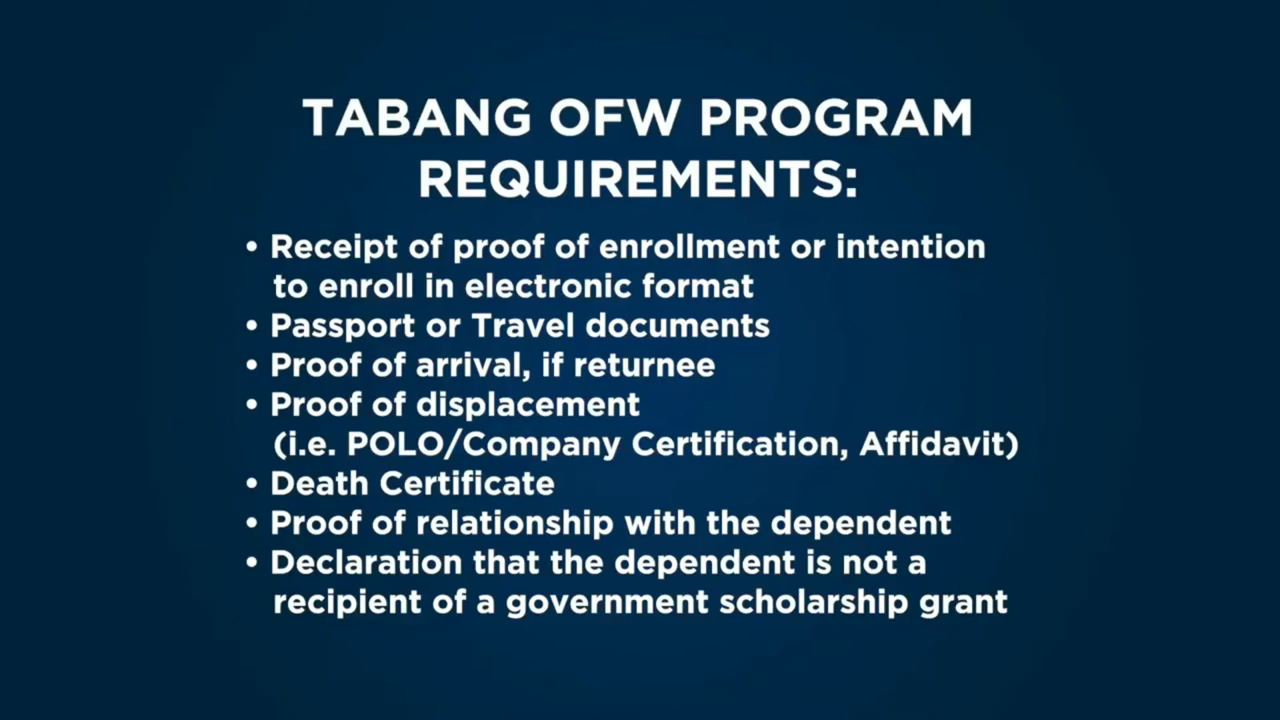 TABANG OFW PROGRAM
REQUIREMENTS:
• Receipt of proof of enrollment or intention
to enroll in electronic format
• Passport or Travel documents
• Proof of arrival, if returnee
• Proof of displacement
(i.e. POLO/Company Certification, Affidavit)
• Death Certificate
• Proof of relationship with the dependent
• Declaration that the dependent is not a
recipient of a government scholarship grant